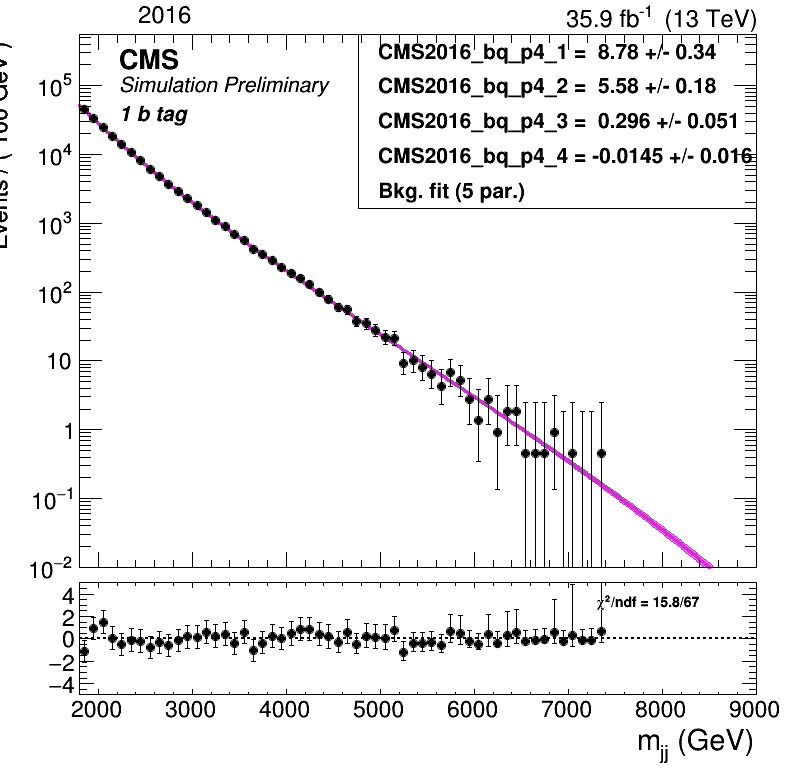 2016
35.9 fb⁻¹ (13 TeV)
CMS
Simulation Preliminary
1 b tag
CMS2016_bq_p4_1 = 8.78 +/- 0.34
CMS2016_bq_p4_2 = 5.58 +/- 0.18
CMS2016_bq_p4_3 = 0.296 +/- 0.051
CMS2016_bq_p4_4 = -0.0145 +/- 0.016
Bkg. fit (5 par.)
Events / ( 100 GeV )
10⁵
10⁴
10³
10²
10
1
10⁻¹
10⁻²
χ²/ndf = 15.8/67
4
2
0
−2
−4
2000 3000 4000 5000 6000 7000 8000 9000
m_jj (GeV)